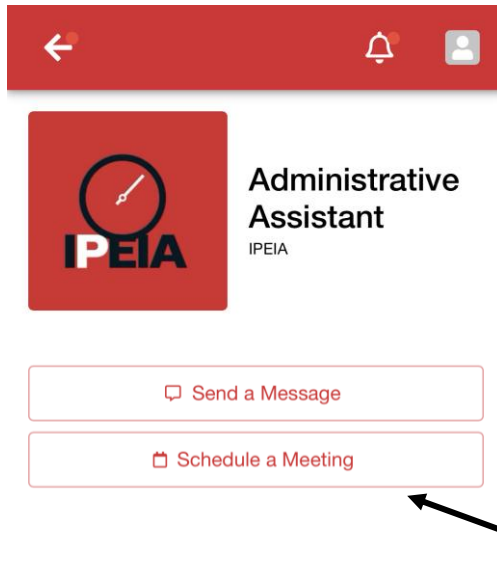 IPEIA
Administrative
Assistant
IPEIA
Send a Message
Schedule a Meeting